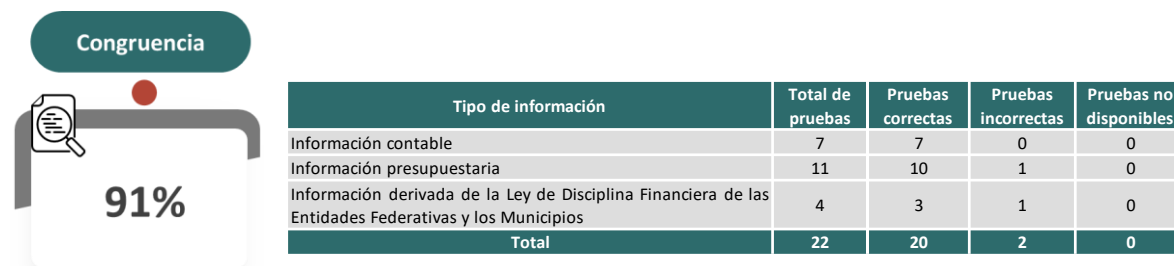 Congruencia
91%
Tipo de información Total de pruebas Pruebas correctas Pruebas incorrectas Pruebas no disponibles
Información contable 7 7 0 0
Información presupuestaria 11 10 1 0
Información derivada de la Ley de Disciplina Financiera de las
Entidades Federativas y los Municipios 4 3 1 0
Total 22 20 2 0